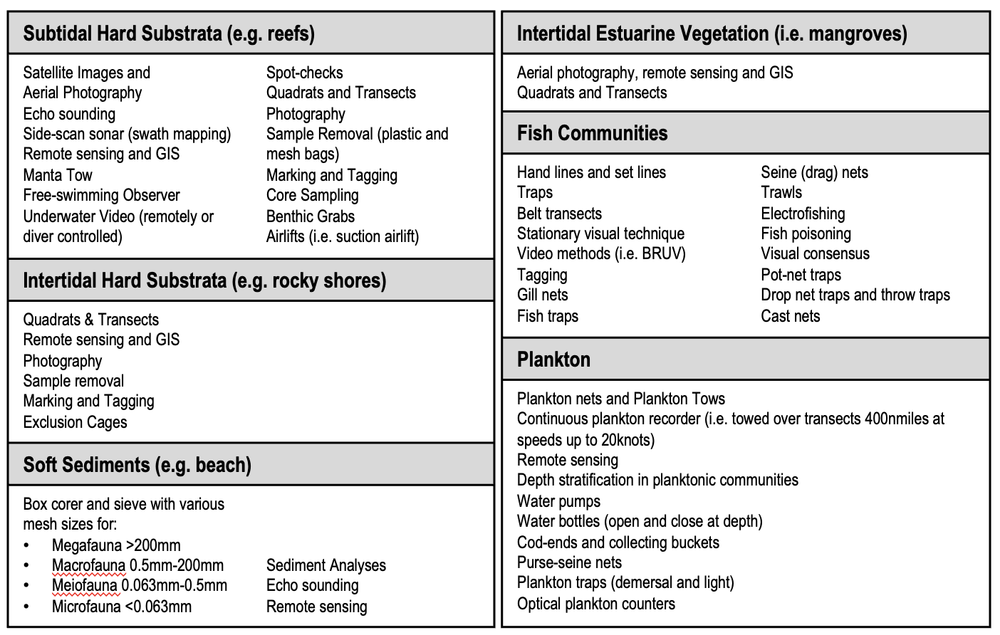 Subtidal Hard Substrata (e.g. reefs)
Satellite Images and
Aerial Photography
Echo sounding
Side-scan sonar (swath mapping)
Remote sensing and GIS
Manta Tow
Free-swimming Observer
Underwater Video (remotely or
diver controlled)
Spot-checks
Quadrats and Transects
Photography
Sample Removal (plastic and
mesh bags)
Marking and Tagging
Core Sampling
Benthic Grabs
Airlifts (i.e. suction airlift)
Intertidal Hard Substrata (e.g. rocky shores)
Quadrats & Transects
Remote sensing and GIS
Photography
Sample removal
Marking and Tagging
Exclusion Cages
Soft Sediments (e.g. beach)
Box corer and sieve with various
mesh sizes for:
• Megafauna >200mm
• Macrofauna 0.5mm-200mm
• Meiofauna 0.063mm-0.5mm
• Microfauna <0.063mm
Sediment Analyses
Echo sounding
Remote sensing
Intertidal Estuarine Vegetation (i.e. mangroves)
Aerial photography, remote sensing and GIS
Quadrats and Transects
Fish Communities
Hand lines and set lines
Traps
Belt transects
Stationary visual technique
Video methods (i.e. BRUV)
Tagging
Gill nets
Fish traps
Seine (drag) nets
Trawls
Electrofishing
Fish poisoning
Visual consensus
Pot-net traps
Drop net traps and throw traps
Cast nets
Plankton
Plankton nets and Plankton Tows
Continuous plankton recorder (i.e. towed over transects 400nmiles at
speeds up to 20knots)
Remote sensing
Depth stratification in planktonic communities
Water pumps
Water bottles (open and close at depth)
Cod-ends and collecting buckets
Purse-seine nets
Plankton traps (demersal and light)
Optical plankton counters